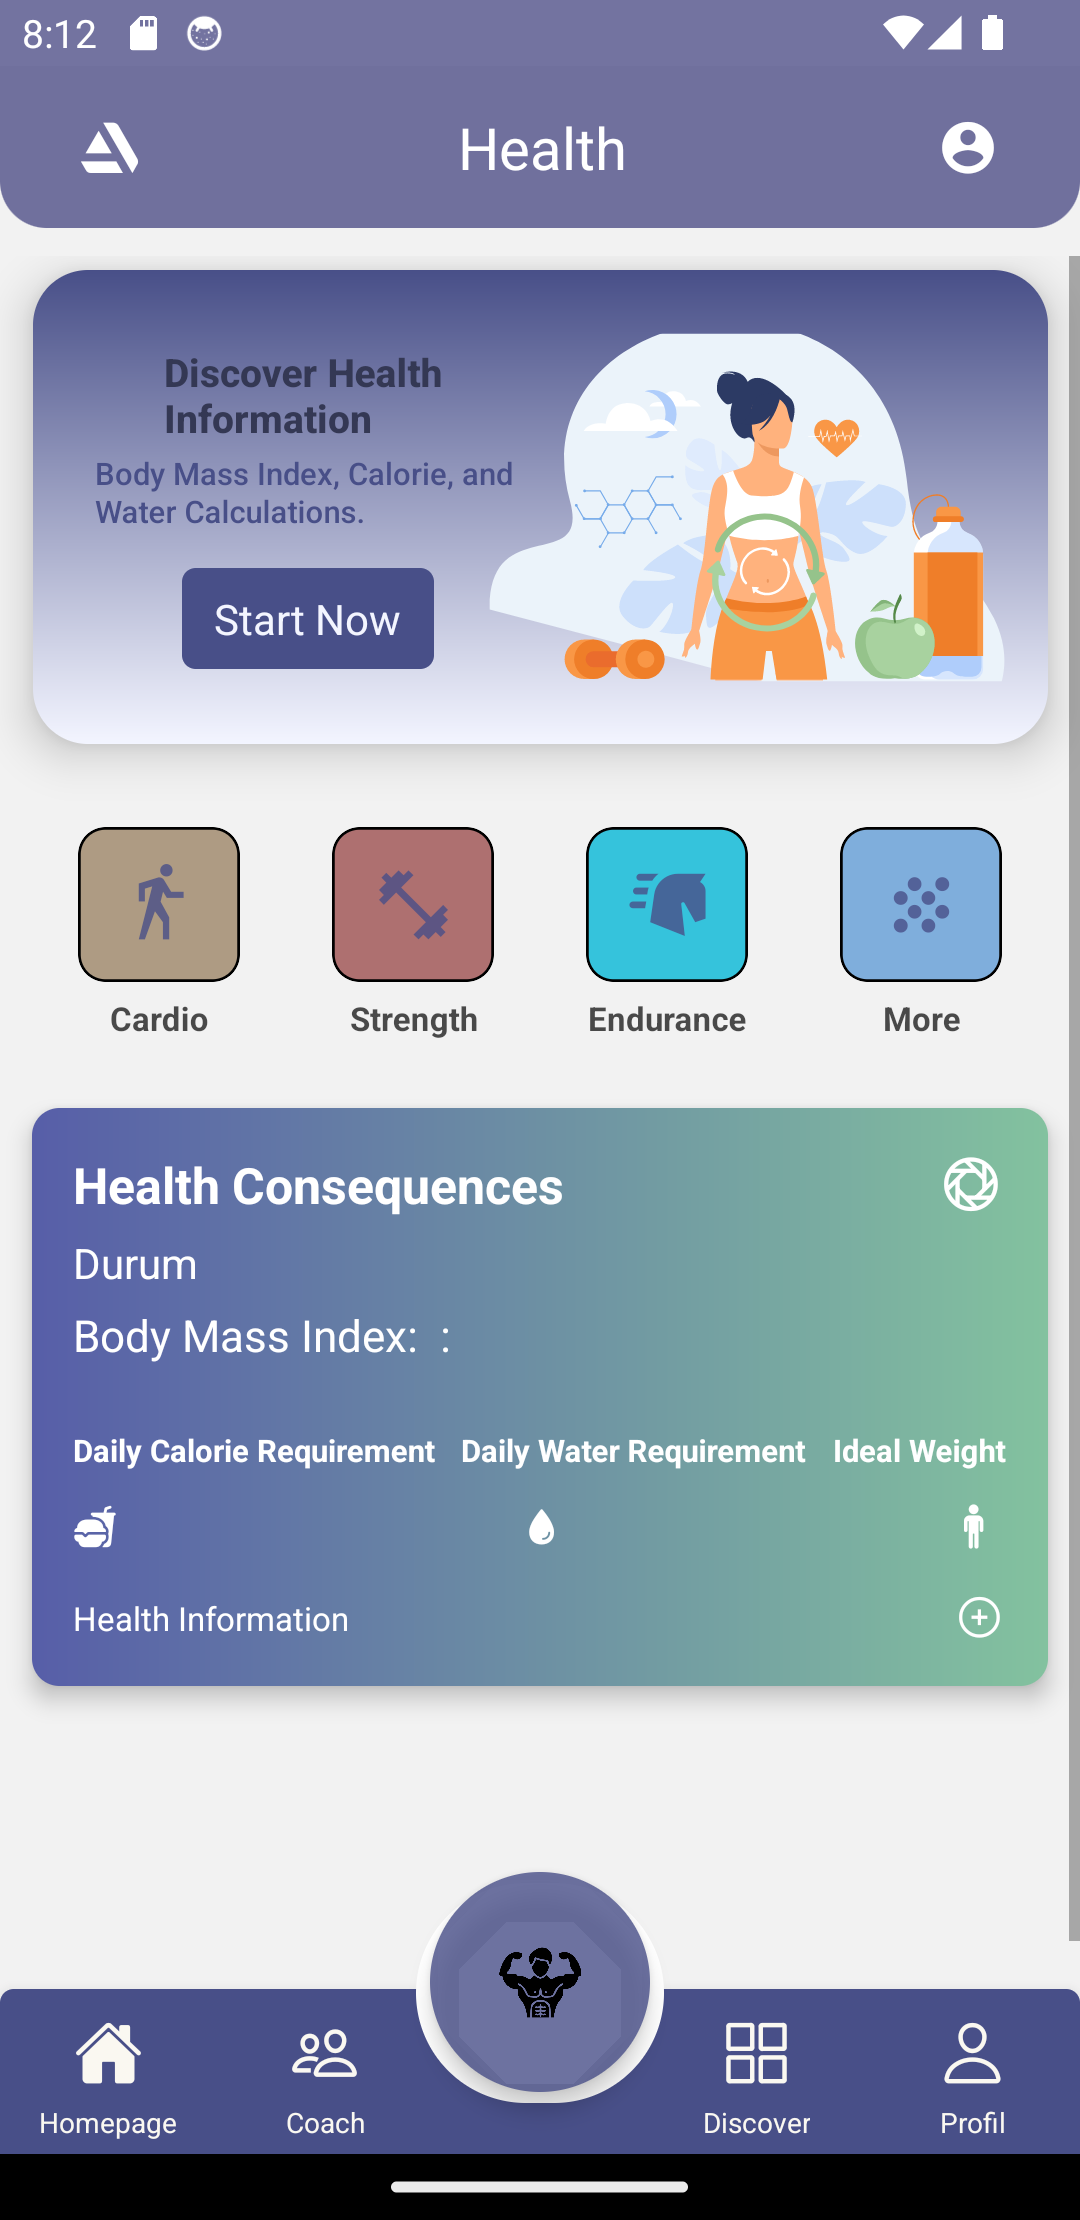 8:12
Health
Discover Health
Information
Body Mass Index, Calorie, and
Water Calculations.
Start Now
Cardio
Strength
Endurance
More
Health Consequences
Durum
Body Mass Index:  :
Daily Calorie Requirement
Daily Water Requirement
Ideal Weight
Health Information
Homepage
Coach
Discover
Profil